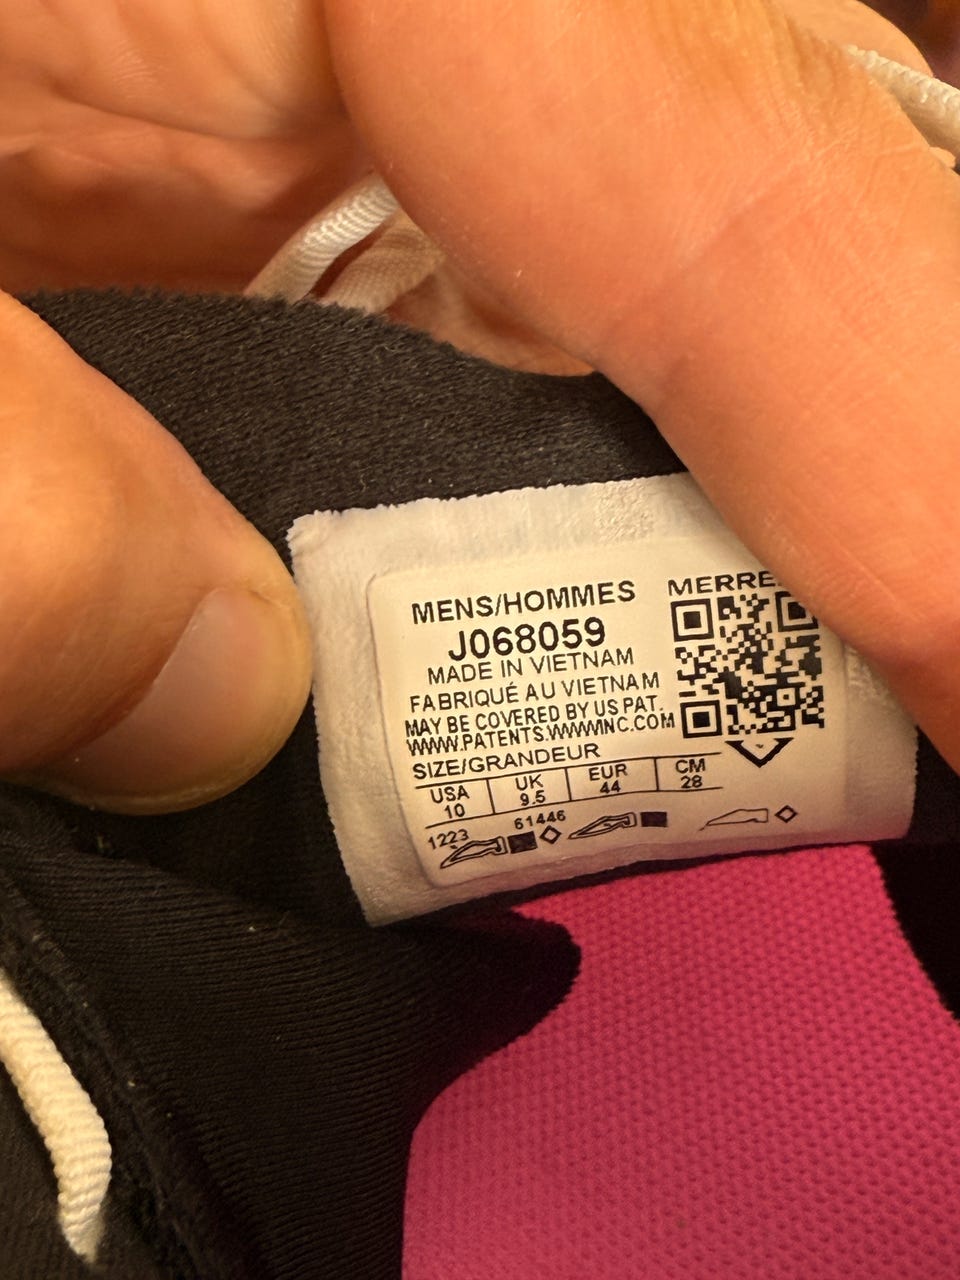 MENS/HOMMES
J068059
MADE IN VIETNAM
FABRIQUÉ AU VIETNAM
MAY BE COVERED BY US PAT.
WWW.PATENTS.WWWINC.COM
SIZE/GRANDEUR
USA UK EUR CM
10 9.5 44 28
1223 61446
MERRE